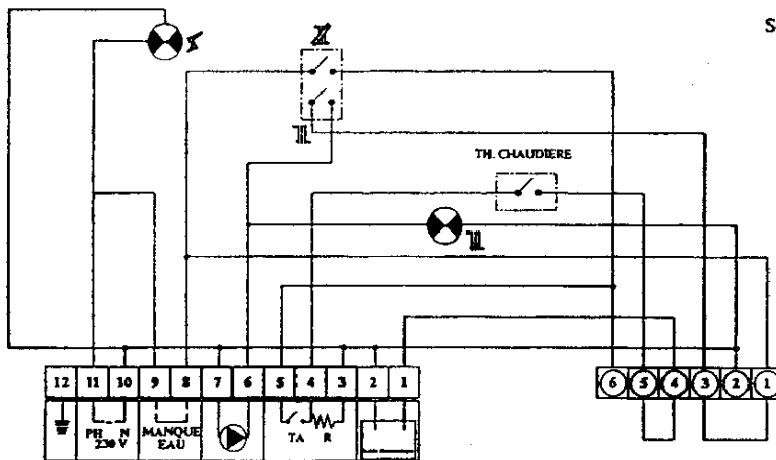 S
TH. CHAUDIERE
12 11 10 9 8 7 6 5 4 3 2 1
6 5 4 3 2 1
PH N
230 V
MANQUE
EAU
TA R